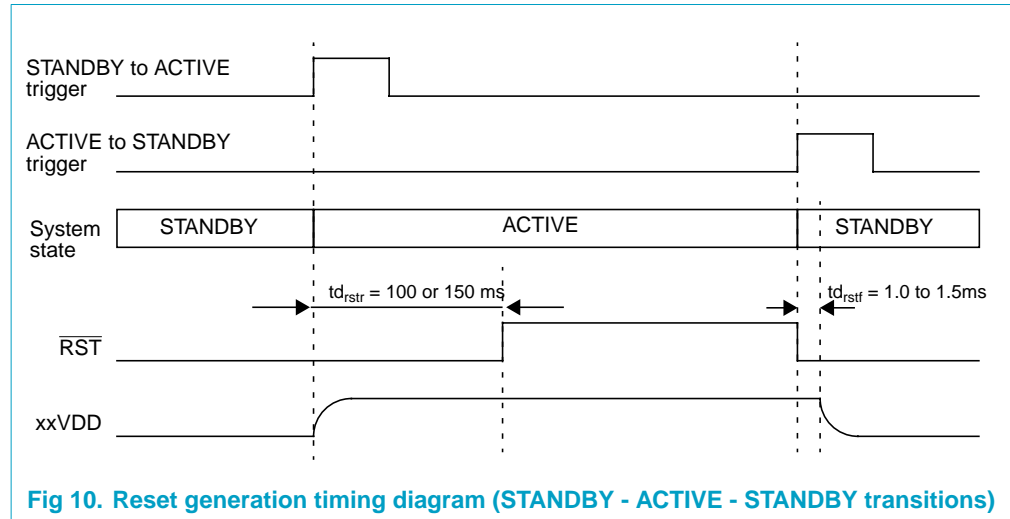 STANDBY to ACTIVE
trigger
ACTIVE to STANDBY
trigger
System
state
STANDBY
ACTIVE
STANDBY
td_rstr = 100 or 150 ms
td_rstf = 1.0 to 1.5ms
R̅S̅T̅
xxVDD
Fig 10. Reset generation timing diagram (STANDBY - ACTIVE - STANDBY transitions)